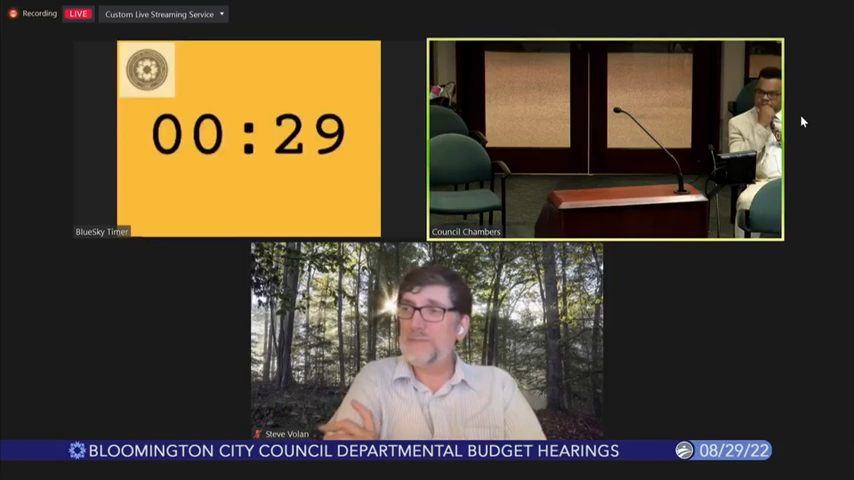 Recording
LIVE
Custom Live Streaming Service
00:29
BlueSky Timer
Council Chambers
Steve Volan
BLOOMINGTON CITY COUNCIL DEPARTMENTAL BUDGET HEARINGS
08/29/22